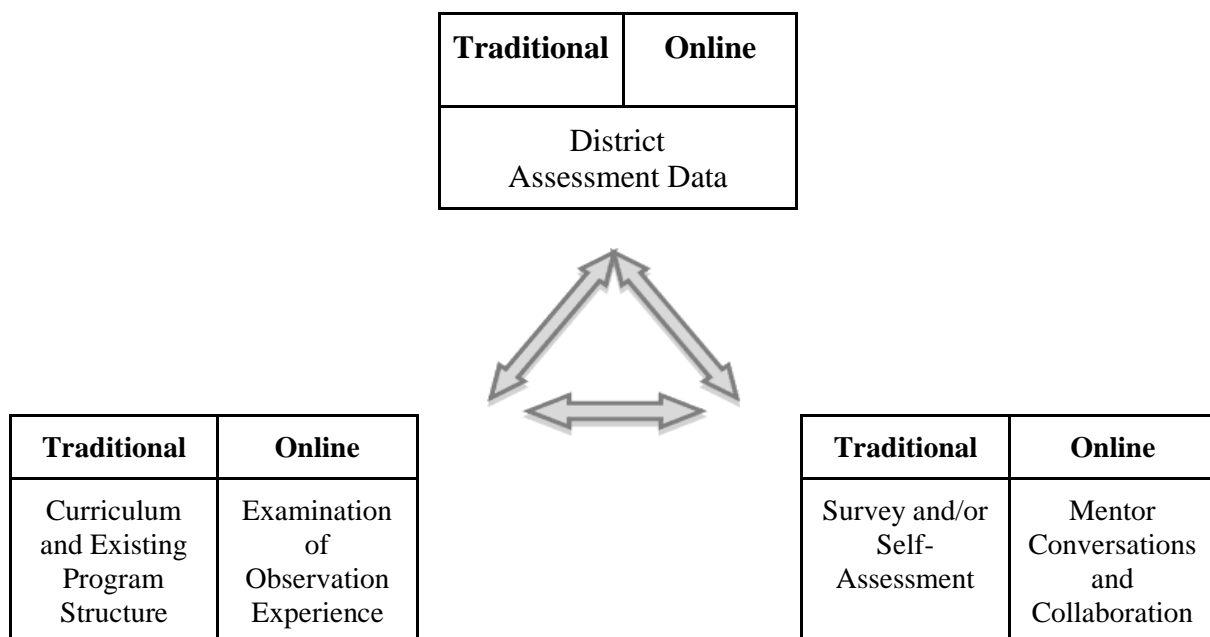 Traditional Online
District
Assessment Data
Traditional Online
Curriculum
and Existing
Program
Structure
Examination
of
Observation
Experience
Traditional Online
Survey and/or
Self-
Assessment
Mentor
Conversations
and
Collaboration